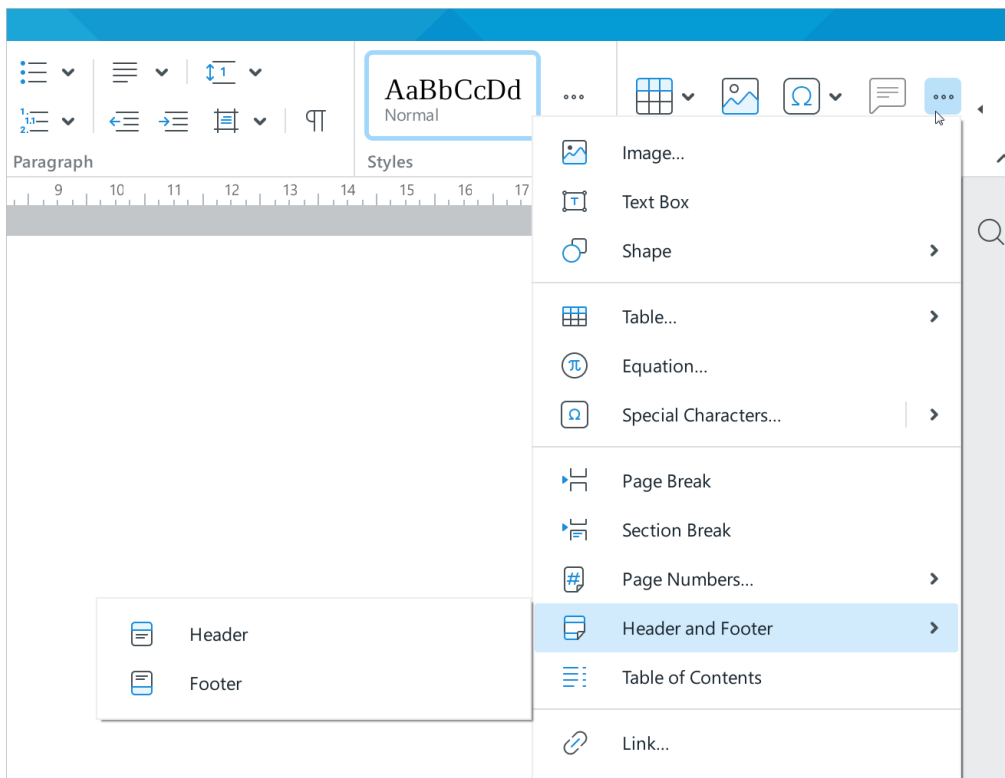 AaBbCcDd
Normal
Paragraph
Styles
9 10 11 12 13 14 15 16 17
Image...
Text Box
Shape
Table...
Equation...
Special Characters...
Page Break
Section Break
Page Numbers...
Header and Footer
Table of Contents
Link...
Header
Footer